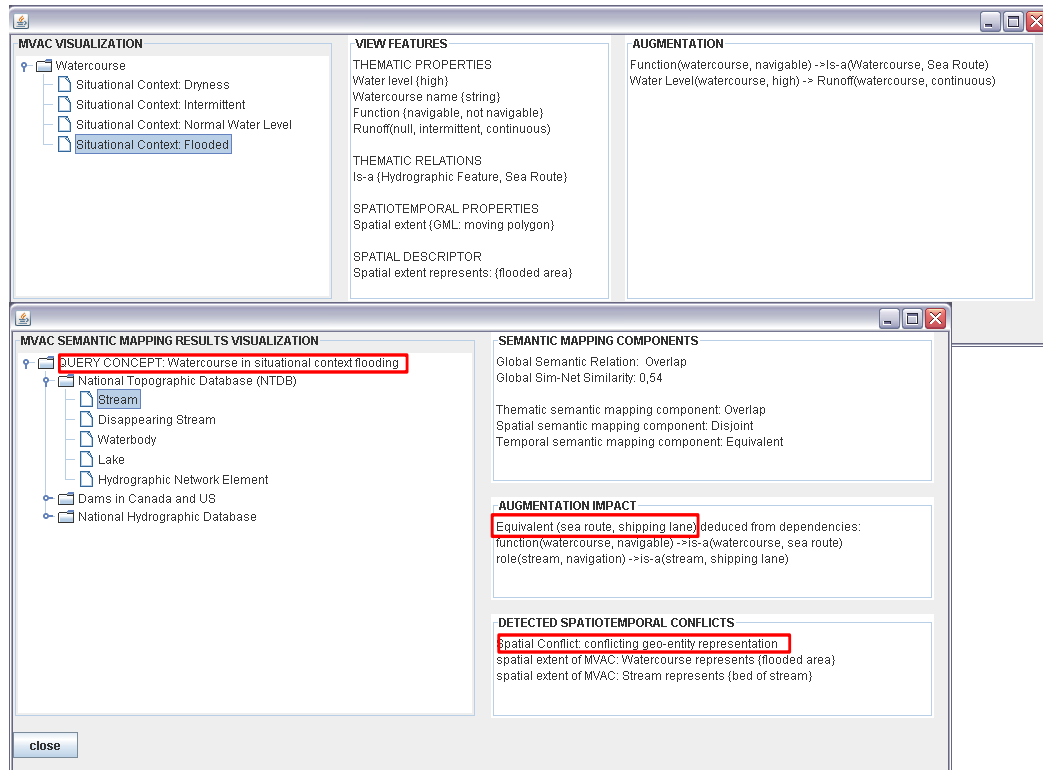 MVAC VISUALIZATION
Watercourse
Situational Context: Dryness
Situational Context: Intermittent
Situational Context: Normal Water Level
Situational Context: Flooded
VIEW FEATURES
THEMATIC PROPERTIES
Water level {high}
Watercourse name {string}
Function {navigable, not navigable}
Runoff(null, intermittent, continuous)
THEMATIC RELATIONS
Is-a {Hydrographic Feature, Sea Route}
SPATIOTEMPORAL PROPERTIES
Spatial extent {GML: moving polygon}
SPATIAL DESCRIPTOR
Spatial extent represents: {flooded area}
AUGMENTATION
Function(watercourse, navigable) ->Is-a(Watercourse, Sea Route)
Water Level(watercourse, high) -> Runoff(watercourse, continuous)
MVAC SEMANTIC MAPPING RESULTS VISUALIZATION
QUERY CONCEPT: Watercourse in situational context flooding
National Topographic Database (NTDB)
Stream
Disappearing Stream
Waterbody
Lake
Hydrographic Network Element
Dams in Canada and US
National Hydrographic Database
SEMANTIC MAPPING COMPONENTS
Global Semantic Relation: Overlap
Global Sim-Net Similarity: 0,54
Thematic semantic mapping component: Overlap
Spatial semantic mapping component: Disjoint
Temporal semantic mapping component: Equivalent
AUGMENTATION IMPACT
Equivalent (sea route, shipping lane) deduced from dependencies:
function(watercourse, navigable) ->is-a(watercourse, sea route)
role(stream, navigation) ->is-a(stream, shipping lane)
DETECTED SPATIOTEMPORAL CONFLICTS
Spatial Conflict: conflicting geo-entity representation
spatial extent of MVAC: Watercourse represents {flooded area}
spatial extent of MVAC: Stream represents {bed of stream}
close